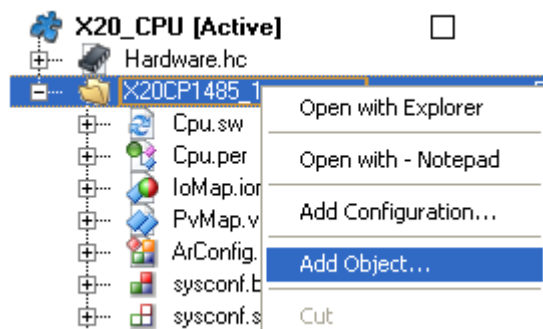 X20_CPU [Active]
Hardware.hc
X20CP1485_1
Open with Explorer
Cpu.sw
Cpu.per
Open with - Notepad
IoMap.ior
PvMap.v
Add Configuration...
ArConfig.
Add Object...
sysconf.b
sysconf.s
Cut